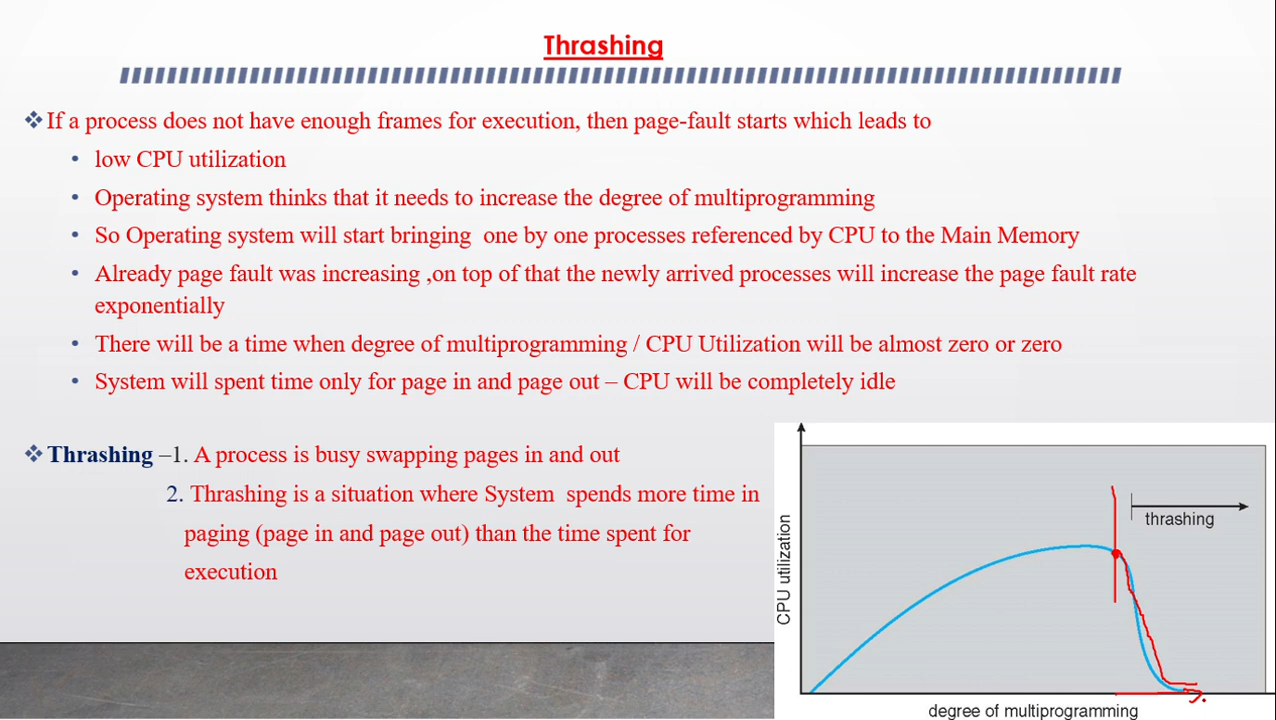 Thrashing
If a process does not have enough frames for execution, then page-fault starts which leads to
• low CPU utilization
• Operating system thinks that it needs to increase the degree of multiprogramming
• So Operating system will start bringing one by one processes referenced by CPU to the Main Memory
• Already page fault was increasing ,on top of that the newly arrived processes will increase the page fault rate
exponentially
• There will be a time when degree of multiprogramming / CPU Utilization will be almost zero or zero
• System will spent time only for page in and page out – CPU will be completely idle
Thrashing –1. A process is busy swapping pages in and out
2. Thrashing is a situation where System spends more time in
paging (page in and page out) than the time spent for
execution
thrashing
CPU utilization
degree of multiprogramming